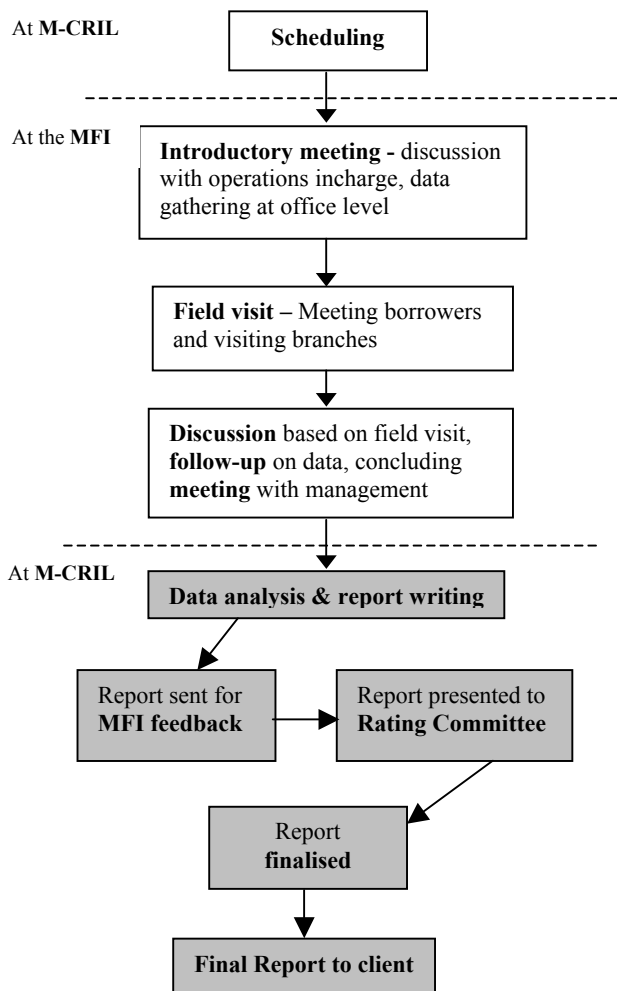 At M-CRIL
Scheduling
At the MFI
Introductory meeting - discussion
with operations incharge, data
gathering at office level
Field visit – Meeting borrowers
and visiting branches
Discussion based on field visit,
follow-up on data, concluding
meeting with management
At M-CRIL
Data analysis & report writing
Report sent for
MFI feedback
Report presented to
Rating Committee
Report
finalised
Final Report to client